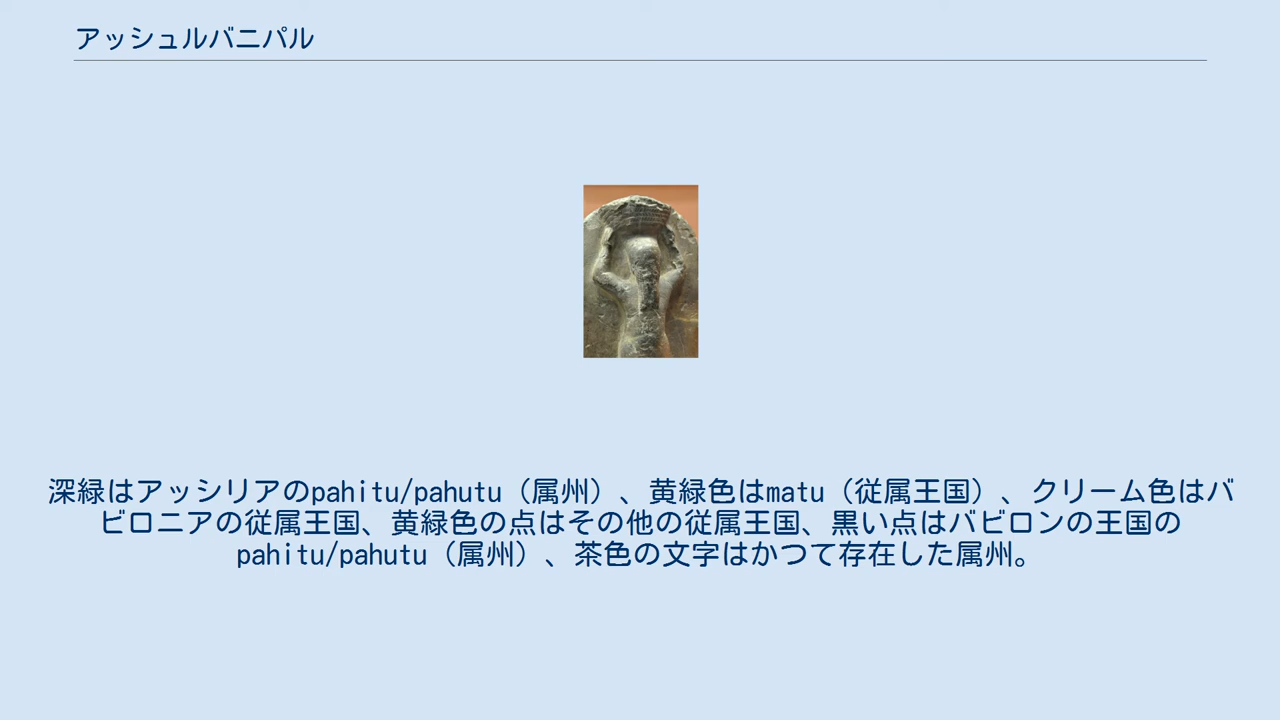 アッシュルバニパル
深緑はアッシリアのpahitu/pahutu（属州）、黄緑色はmatu（従属王国）、クリーム色はバ
ビロニアの従属王国、黄緑色の点はその他の従属王国、黒い点はバビロンの王国の
pahitu/pahutu（属州）、茶色の文字はかつて存在した属州。